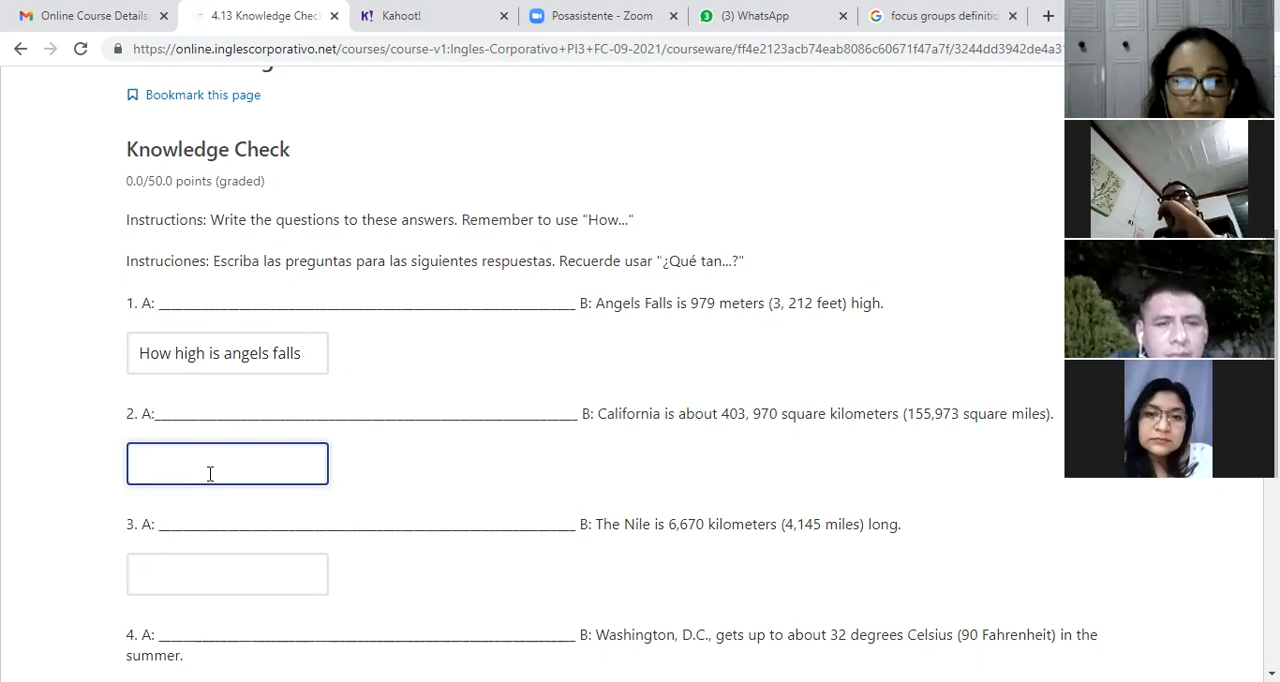 Online Course Details
4.13 Knowledge Chec
K! Kahoot!
Posasistente - Zoom
(3) WhatsApp
focus groups definitio
https://online.inglescorporativo.net/courses/course-v1:Ingles-Corporativo+PI3+FC-09-2021/courseware/ff4e2123acb74eab8086c60671f47a7f/3244dd3942de4a3
Bookmark this page
Knowledge Check
0.0/50.0 points (graded)
Instructions: Write the questions to these answers. Remember to use "How..."
Instruciones: Escriba las preguntas para las siguientes respuestas. Recuerde usar "¿Qué tan...?"
1. A: ________________________________________________ B: Angels Falls is 979 meters (3, 212 feet) high.
How high is angels falls
2. A:_________________________________________________ B: California is about 403, 970 square kilometers (155,973 square miles).
3. A: ________________________________________________ B: The Nile is 6,670 kilometers (4,145 miles) long.
4. A: ________________________________________________ B: Washington, D.C., gets up to about 32 degrees Celsius (90 Fahrenheit) in the
summer.